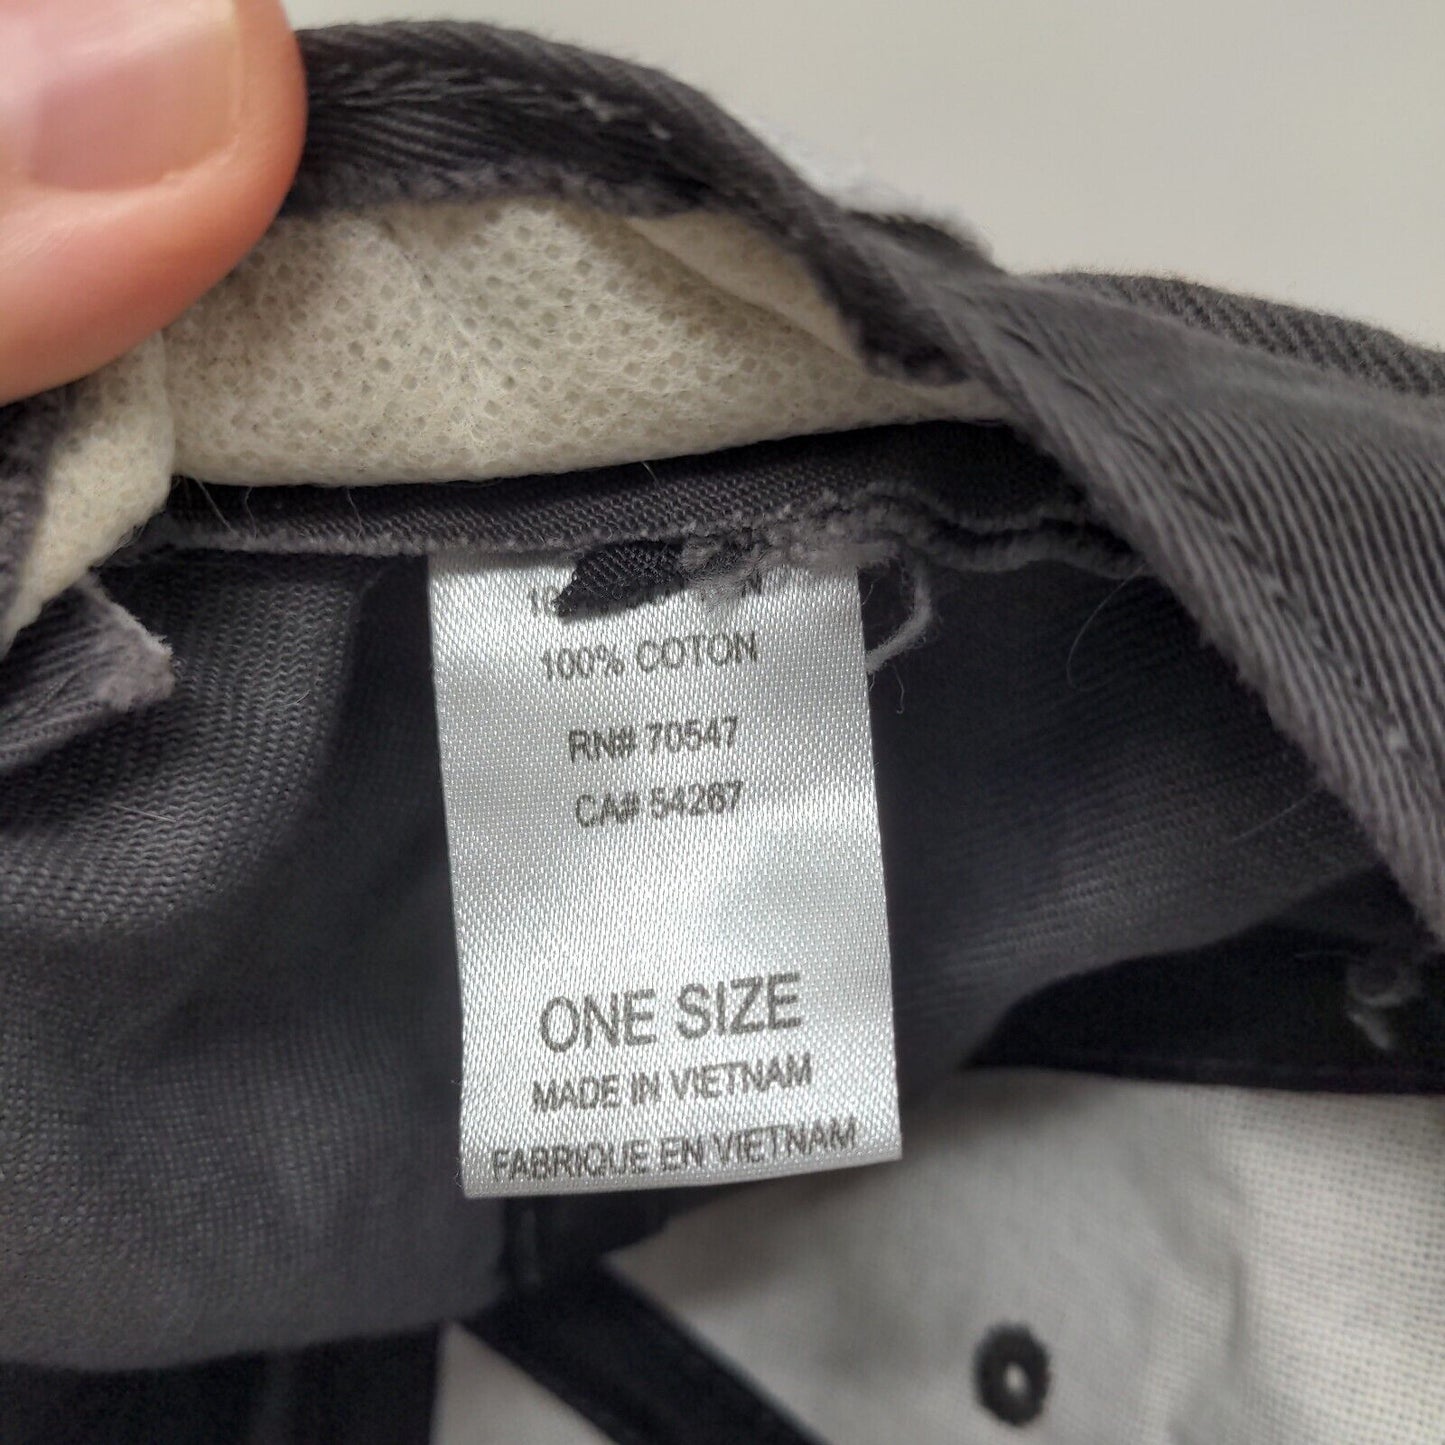 100% COTON
RN# 70547
CA# 54267
ONE SIZE
MADE IN VIETNAM
FABRIQUE EN VIETNAM